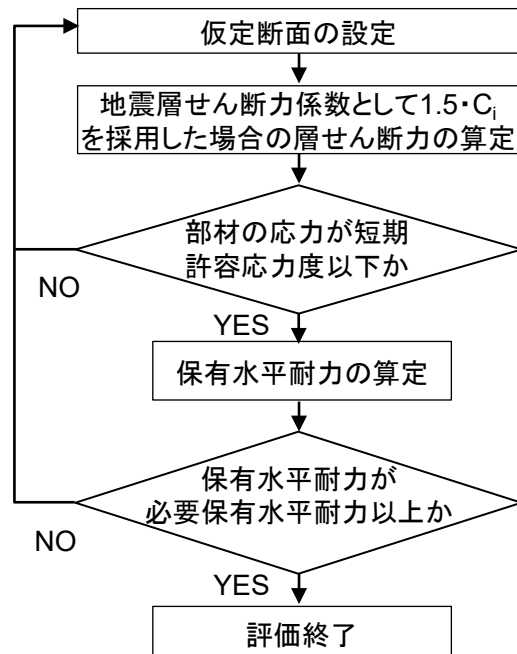 仮定断面の設定
地震層せん断力係数として1.5・Ci
を採用した場合の層せん断力の算定
部材の応力が短期
許容応力度以下か
NO
YES
保有水平耐力の算定
保有水平耐力が
必要保有水平耐力以上か
NO
YES
評価終了